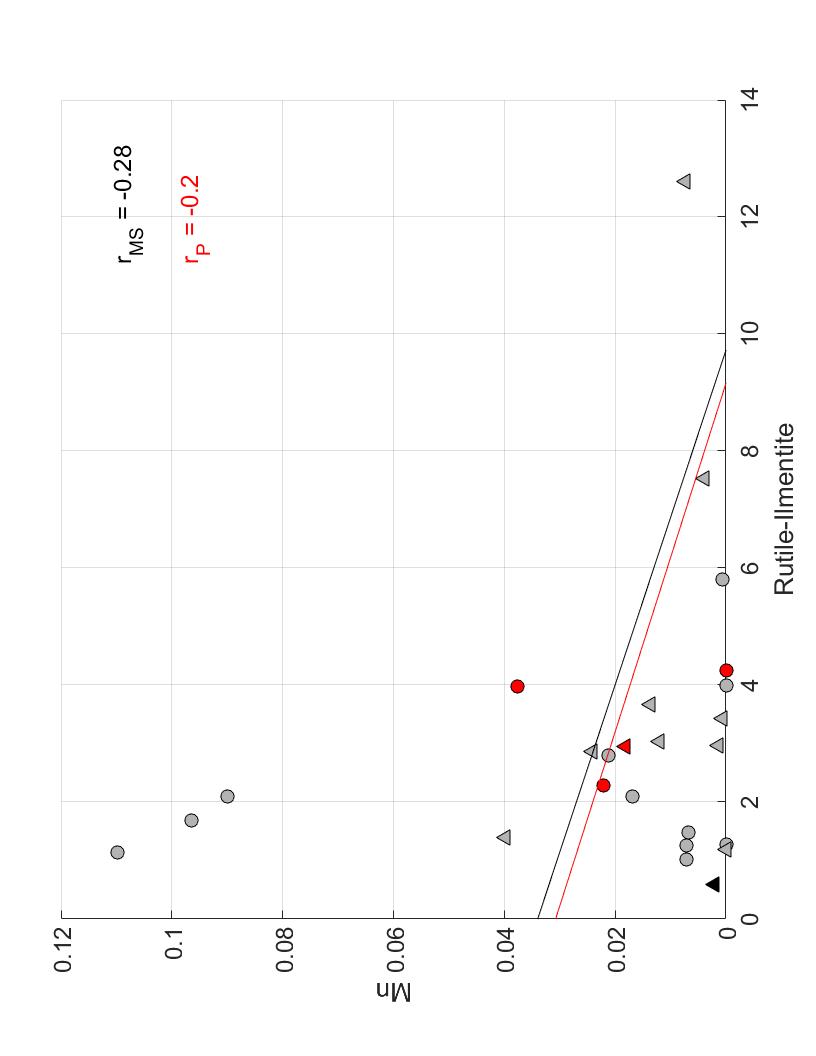 0.12
0.1
0.08
0.06
0.04
0.02
0
Mn
r_MS = -0.28
r_P = -0.2
0 2 4 6 8 10 12 14
Rutile-Ilmentite